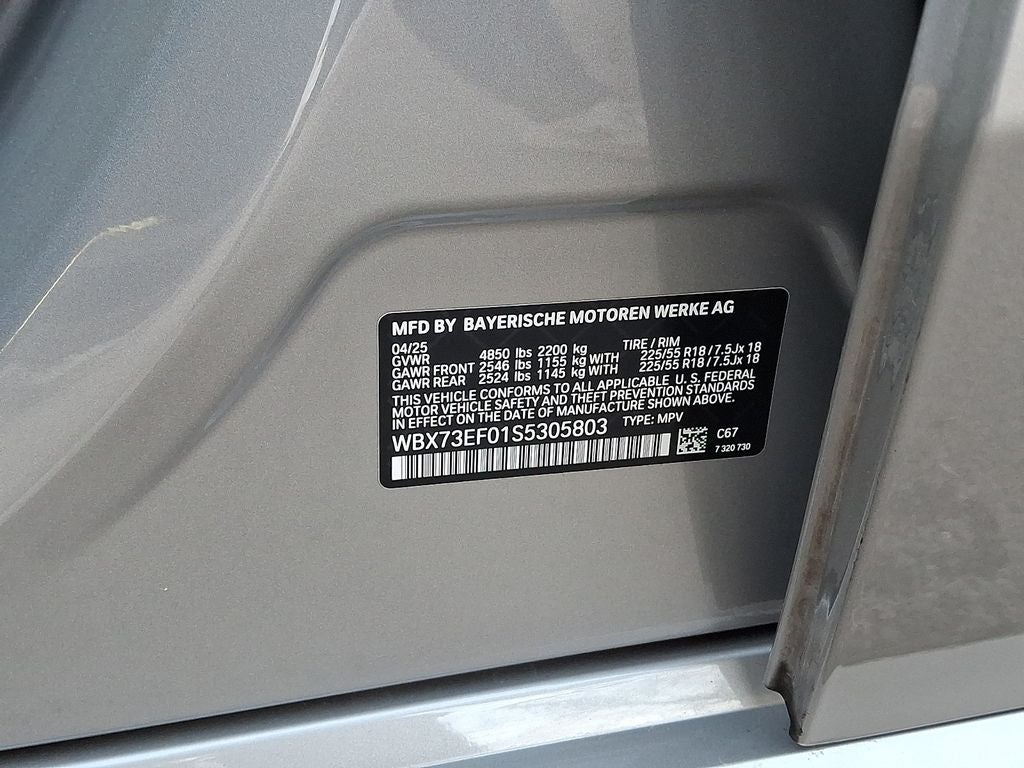 MFD BY BAYERISCHE MOTOREN WERKE AG
04/25 TIRE / RIM
GVWR 4850 lbs 2200 kg
GAWR FRONT 2546 lbs 1155 kg WITH 225/55 R18 / 7.5Jx 18
GAWR REAR 2524 lbs 1145 kg WITH 225/55 R18 / 7.5Jx 18
THIS VEHICLE CONFORMS TO ALL APPLICABLE U. S. FEDERAL
MOTOR VEHICLE SAFETY AND THEFT PREVENTION STANDARDS
IN EFFECT ON THE DATE OF MANUFACTURE SHOWN ABOVE.
WBX73EF01S5305803 TYPE: MPV
C67
7 320 730